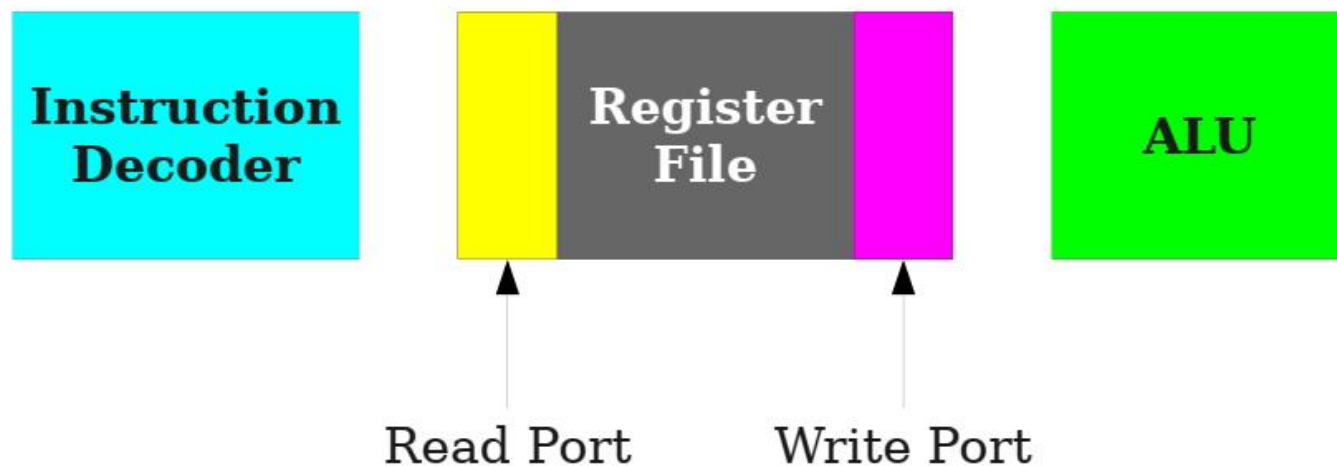 Instruction
Decoder
Register
File
ALU
Read Port
Write Port